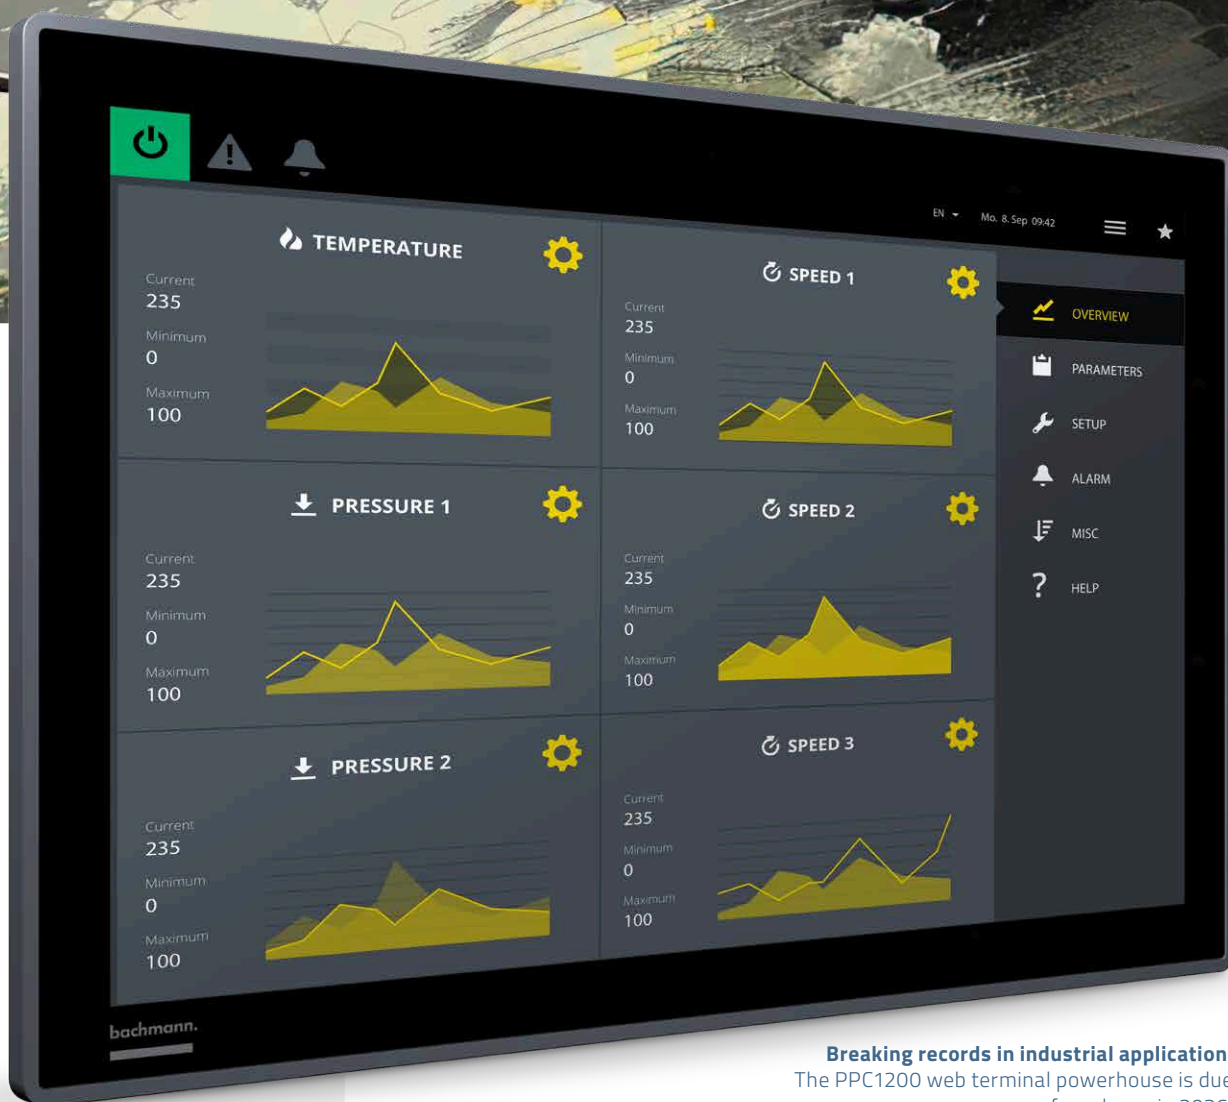 EN
Mo. 8. Sep 09:42
TEMPERATURE
Current
235
Minimum
0
Maximum
100
SPEED 1
Current
235
Minimum
0
Maximum
100
PRESSURE 1
Current
235
Minimum
0
Maximum
100
SPEED 2
Current
235
Minimum
0
Maximum
100
PRESSURE 2
Current
235
Minimum
0
Maximum
100
SPEED 3
Current
235
Minimum
0
Maximum
100
OVERVIEW
PARAMETERS
SETUP
ALARM
MISC
? HELP
bachmann.
Breaking records in industrial application
The PPC1200 web terminal powerhouse is due